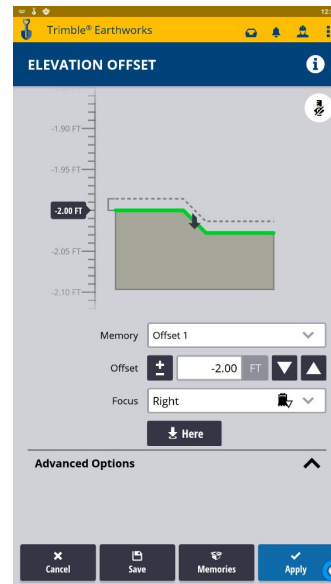 12:
Trimble® Earthworks
ELEVATION OFFSET
-1.90 FT
-1.95 FT
-2.00 FT
-2.05 FT
-2.10 FT
Memory Offset 1
Offset ± -2.00 FT
Focus Right
Here
Advanced Options
Cancel Save Memories Apply